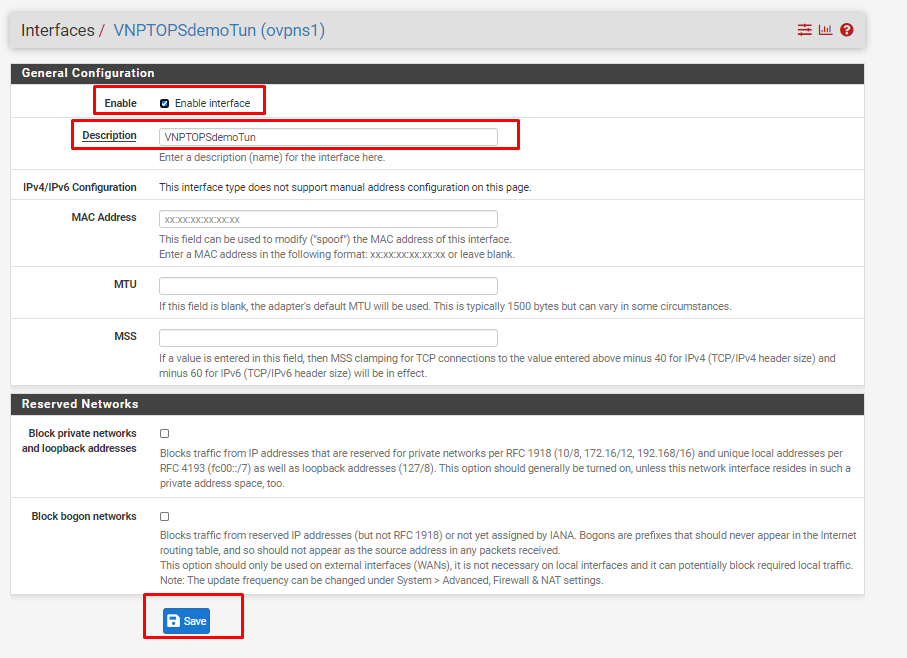 Interfaces / VNPTOPSdemoTun (ovpns1)
General Configuration
Enable Enable interface
Description VNPTOPSdemoTun
Enter a description (name) for the interface here.
IPv4/IPv6 Configuration This interface type does not support manual address configuration on this page.
MAC Address xx:xx:xx:xx:xx:xx
This field can be used to modify ("spoof") the MAC address of this interface.
Enter a MAC address in the following format: xx:xx:xx:xx:xx:xx or leave blank.
MTU
If this field is blank, the adapter's default MTU will be used. This is typically 1500 bytes but can vary in some circumstances.
MSS
If a value is entered in this field, then MSS clamping for TCP connections to the value entered above minus 40 for IPv4 (TCP/IPv4 header size) and
minus 60 for IPv6 (TCP/IPv6 header size) will be in effect.
Reserved Networks
Block private networks
and loopback addresses
Blocks traffic from IP addresses that are reserved for private networks per RFC 1918 (10/8, 172.16/12, 192.168/16) and unique local addresses per
RFC 4193 (fc00::/7) as well as loopback addresses (127/8). This option should generally be turned on, unless this network interface resides in such a
private address space, too.
Block bogon networks
Blocks traffic from reserved IP addresses (but not RFC 1918) or not yet assigned by IANA. Bogons are prefixes that should never appear in the Internet
routing table, and so should not appear as the source address in any packets received.
This option should only be used on external interfaces (WANs), it is not necessary on local interfaces and it can potentially block required local traffic.
Note: The update frequency can be changed under System > Advanced, Firewall & NAT settings.
Save